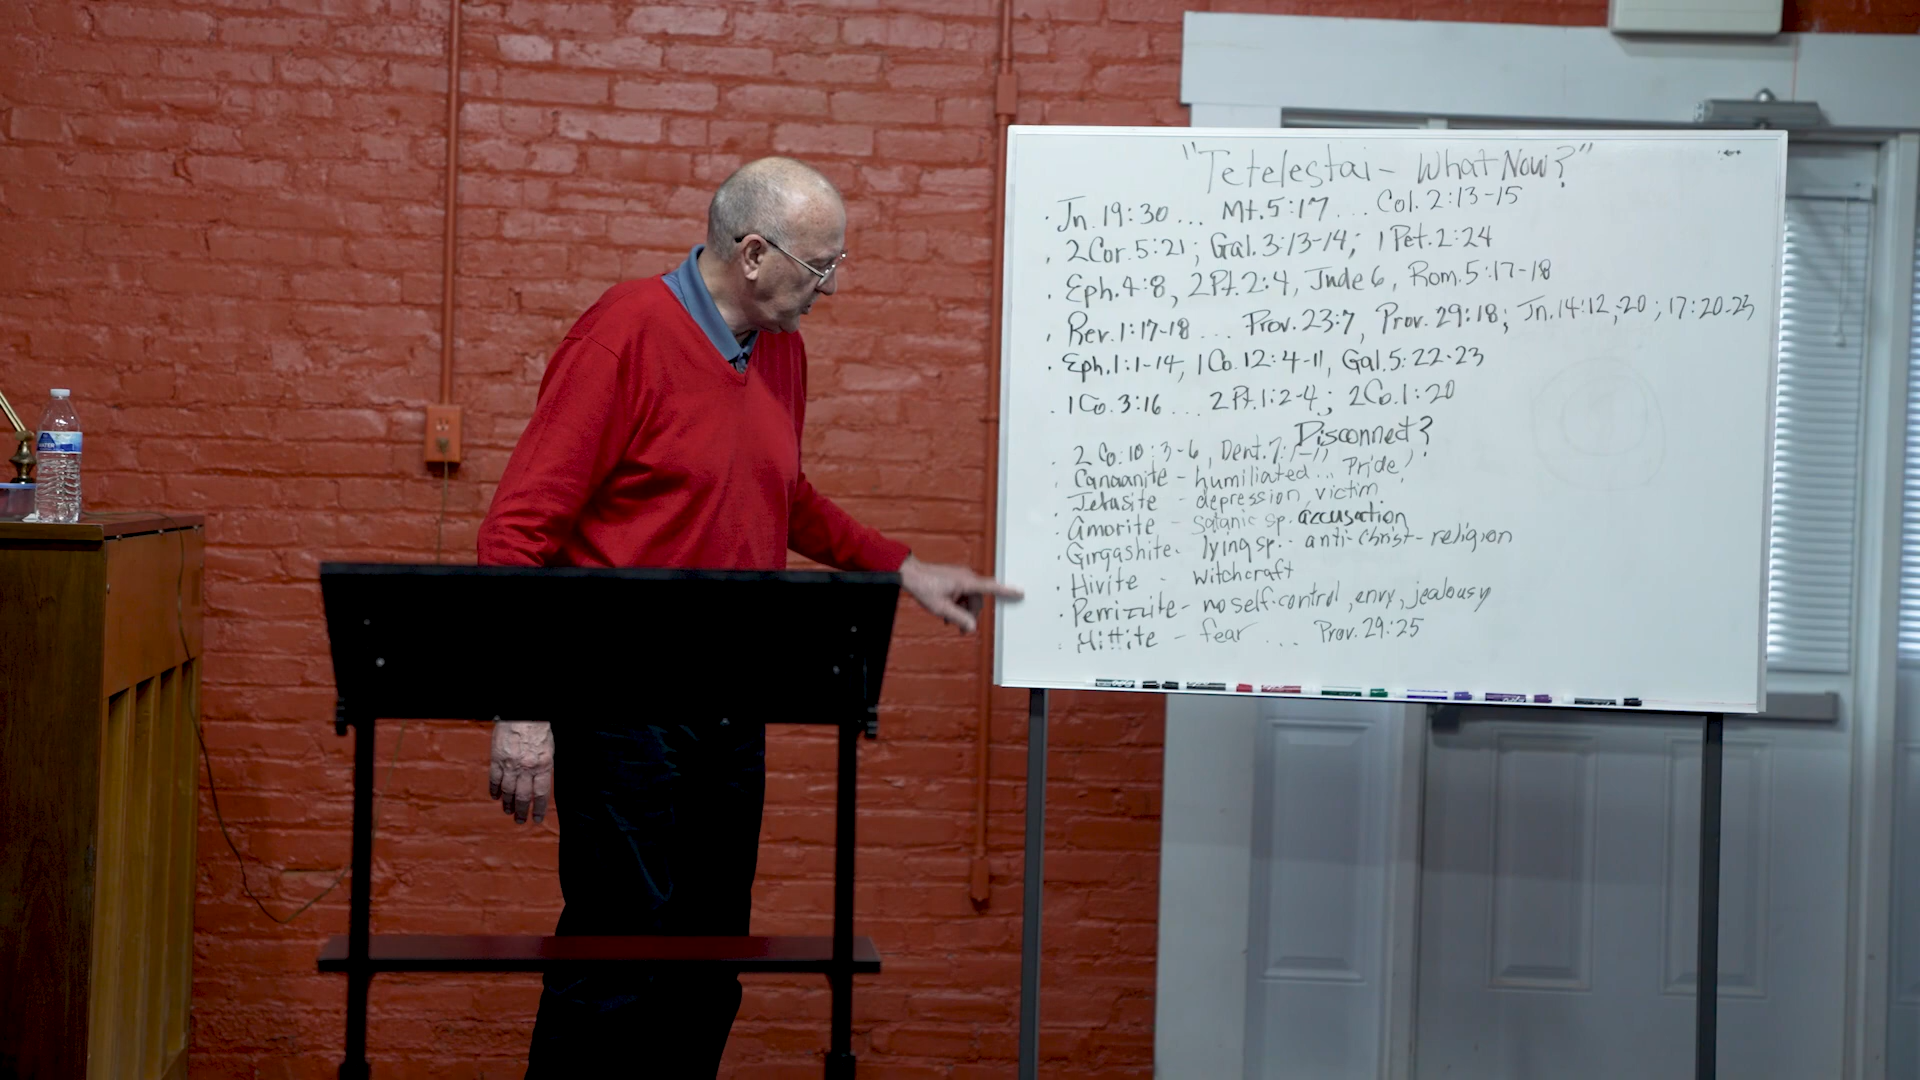 "Tetelestai - What Now?"
· Jn. 19:30 ... Mt. 5:17 ... Col. 2:13-15
· 2 Cor. 5:21; Gal. 3:13-14; 1 Pet. 2:24
· Eph. 4:8, 2 Pt. 2:4, Jude 6, Rom. 5:17-18
· Rev. 1:17-18 ... Prov. 23:7, Prov. 29:18; Jn. 14:12,-20; 17:20-23
· Eph. 1:1-14, 1 Co. 12:4-11, Gal. 5:22-23
· 1 Co. 3:16 ... 2 Pt. 1:2-4; 2 Co. 1:20
Disconnect?
· 2 Co. 10:3-6, Deut. 7:1-11
· Canaanite - humiliated... Pride!
· Jebusite - depression, victim
· Amorite - satanic sp. accusation
· Girgashite - lying sp. - anti-christ - religion
· Hivite - witchcraft
· Perrizzite - no self-control, envy, jealousy
· Hittite - fear ... Prov. 29:25
WATER